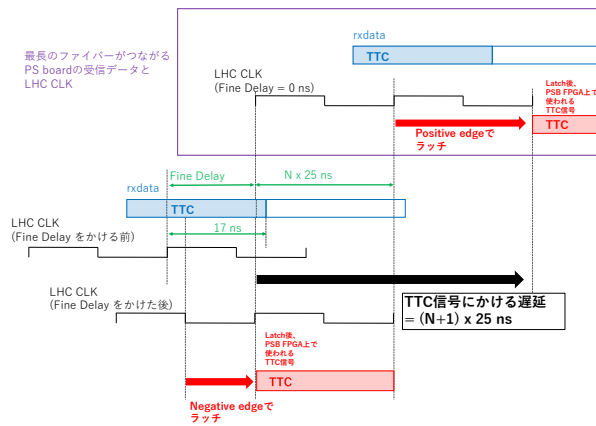 rxdata
最長のファイバーがつながる
PS boardの受信データと
LHC CLK
TTC
LHC CLK
(Fine Delay = 0 ns)
Latch後、
PSB FPGA上で
使われる
TTC信号
TTC
Positive edgeで
ラッチ
Fine Delay
N x 25 ns
rxdata
TTC
17 ns
LHC CLK
(Fine Delay をかける前)
LHC CLK
(Fine Delay をかけた後)
TTC信号にかける遅延
= (N+1) x 25 ns
Latch後、
PSB FPGA上で
使われる
TTC信号
TTC
Negative edgeで
ラッチ